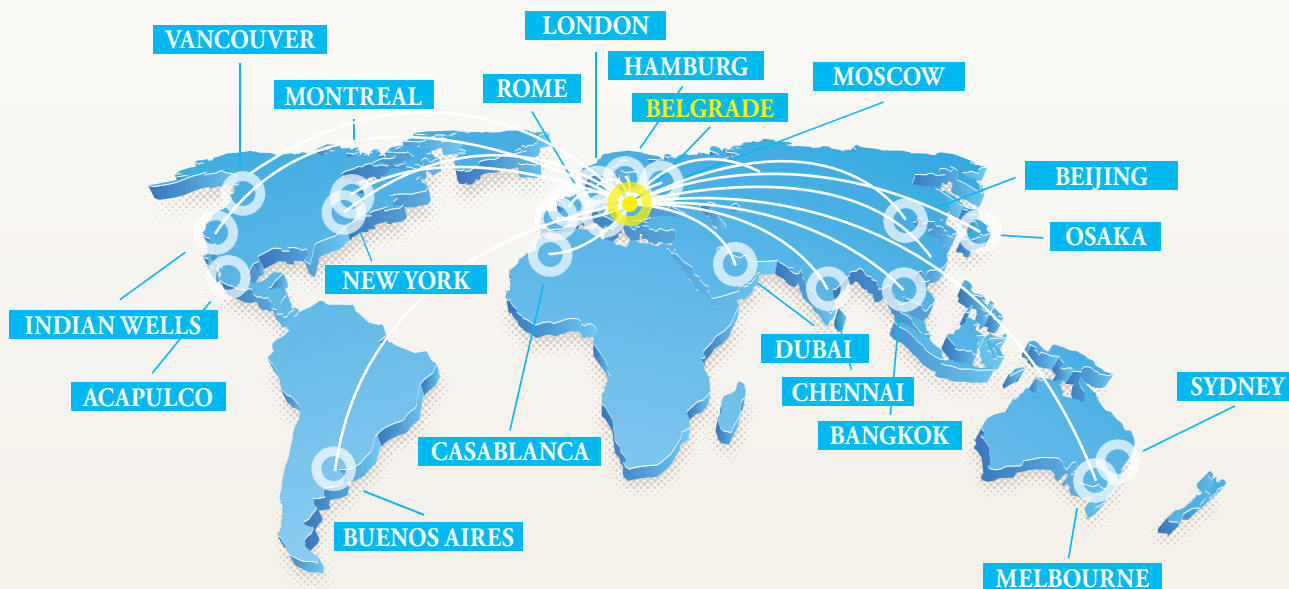 LONDON
VANCOUVER
HAMBURG
MOSCOW
ROME
MONTREAL
BELGRADE
BEIJING
OSAKA
NEW YORK
INDIAN WELLS
DUBAI
SYDNEY
CHENNAI
ACAPULCO
BANGKOK
CASABLANCA
BUENOS AIRES
MELBOURNE